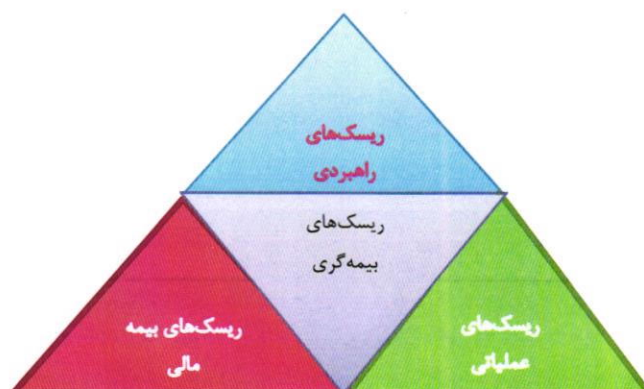 ریسک‌های
راهبردی
ریسک‌های
بیمه‌گری
ریسک‌های
عملیاتی
ریسک‌های بیمه
مالی